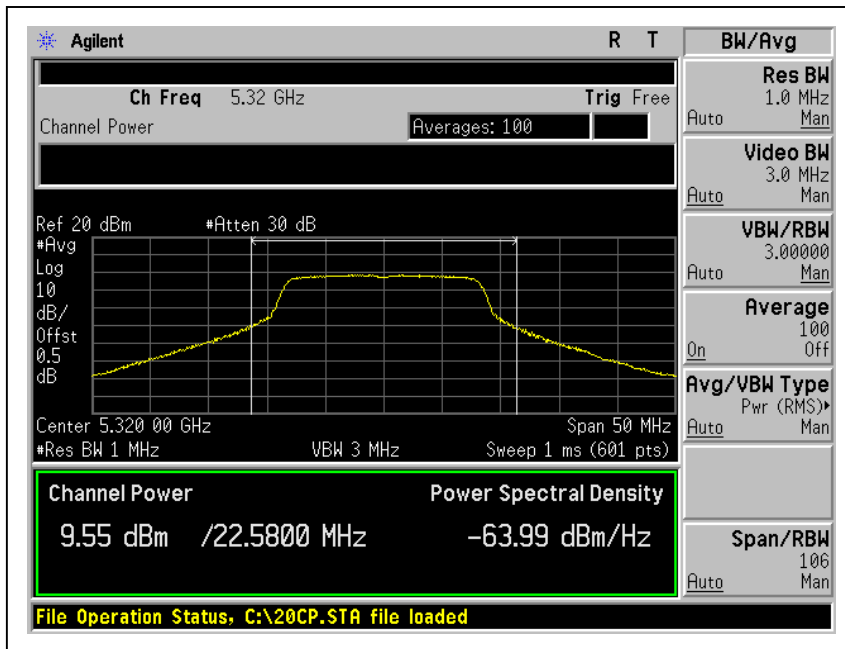 Agilent R T
Ch Freq 5.32 GHz Trig Free
Channel Power Averages: 100
Ref 20 dBm #Atten 30 dB
#Avg
Log
10
dB/
Offst
0.5
dB
Center 5.320 00 GHz Span 50 MHz
#Res BW 1 MHz VBW 3 MHz Sweep 1 ms (601 pts)
Channel Power Power Spectral Density
9.55 dBm /22.5800 MHz -63.99 dBm/Hz
File Operation Status, C:\20CP.STA file loaded
BW/Avg
Res BW
1.0 MHz
Auto Man
Video BW
3.0 MHz
Auto Man
VBW/RBW
3.00000
Auto Man
Average
100
On Off
Avg/VBW Type
Pwr (RMS)▸
Auto Man
Span/RBW
106
Auto Man